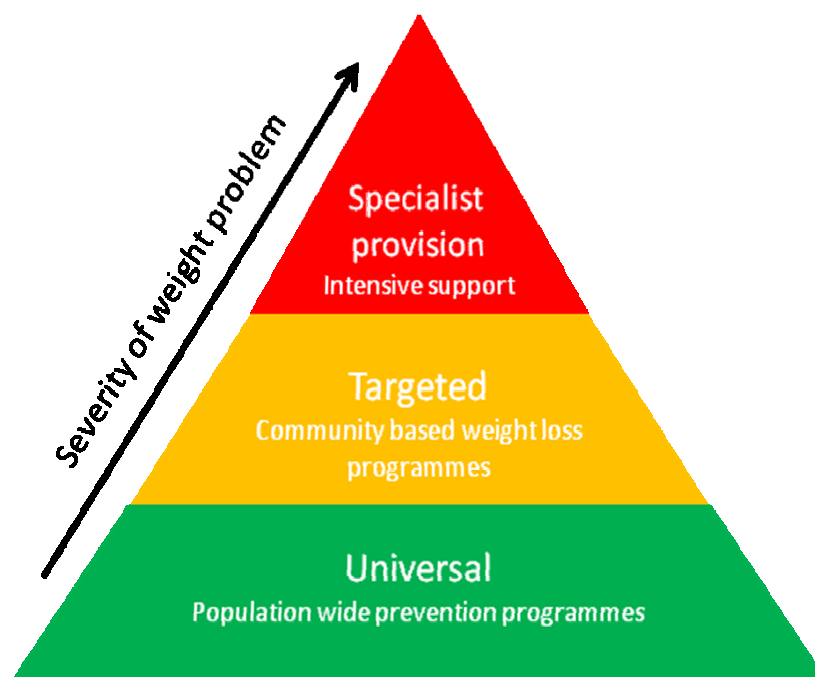 Severity of weight problem
Specialist
provision
Intensive support
Targeted
Community based weight loss
programmes
Universal
Population wide prevention programmes